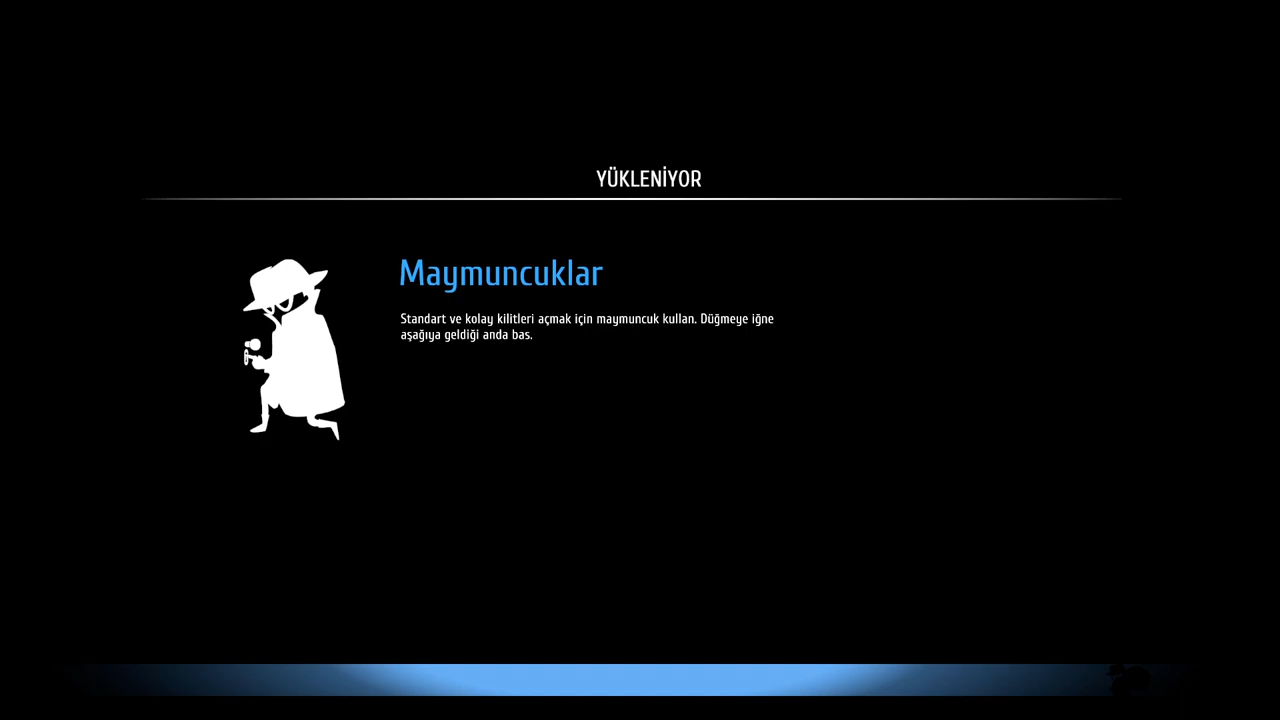 YÜKLENİYOR
Maymuncuklar
Standart ve kolay kilitleri açmak için maymuncuk kullan. Düğmeye iğne
aşağıya geldiği anda bas.